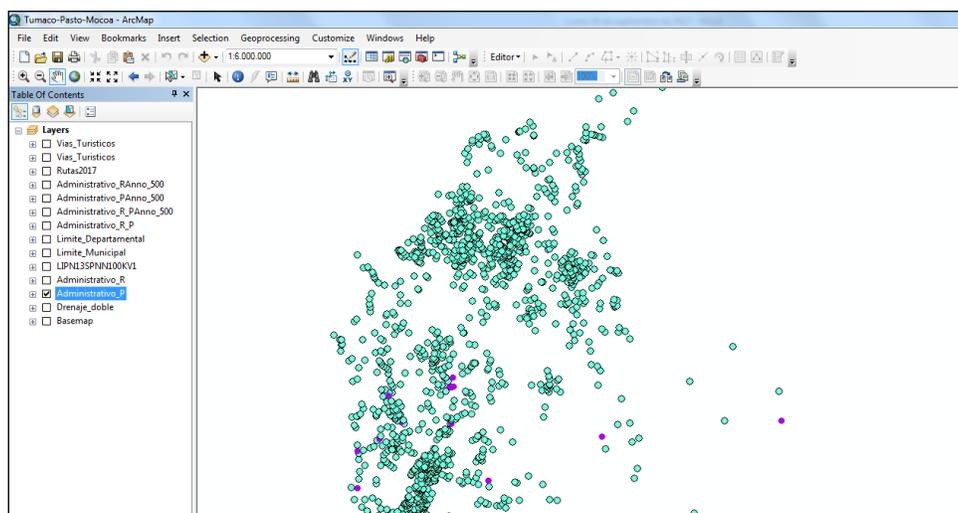 Tumaco-Pasto-Mocoa - ArcMap
File Edit View Bookmarks Insert Selection Geoprocessing Customize Windows Help
1:6.000.000 Editor
100%
Table Of Contents
Layers
Vias_Turisticos
Vias_Turisticos
Rutas2017
Administrativo_RAnno_500
Administrativo_PAnno_500
Administrativo_R_PAnno_500
Administrativo_R_P
Limite_Departamental
Limite_Municipal
LIPN13SPNN100KV1
Administrativo_R
Administrativo_P
Drenaje_doble
Basemap